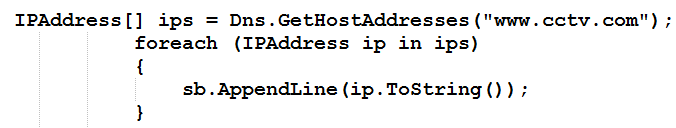 IPAddress[] ips = Dns.GetHostAddresses("www.cctv.com");
foreach (IPAddress ip in ips)
{
sb.AppendLine(ip.ToString());
}